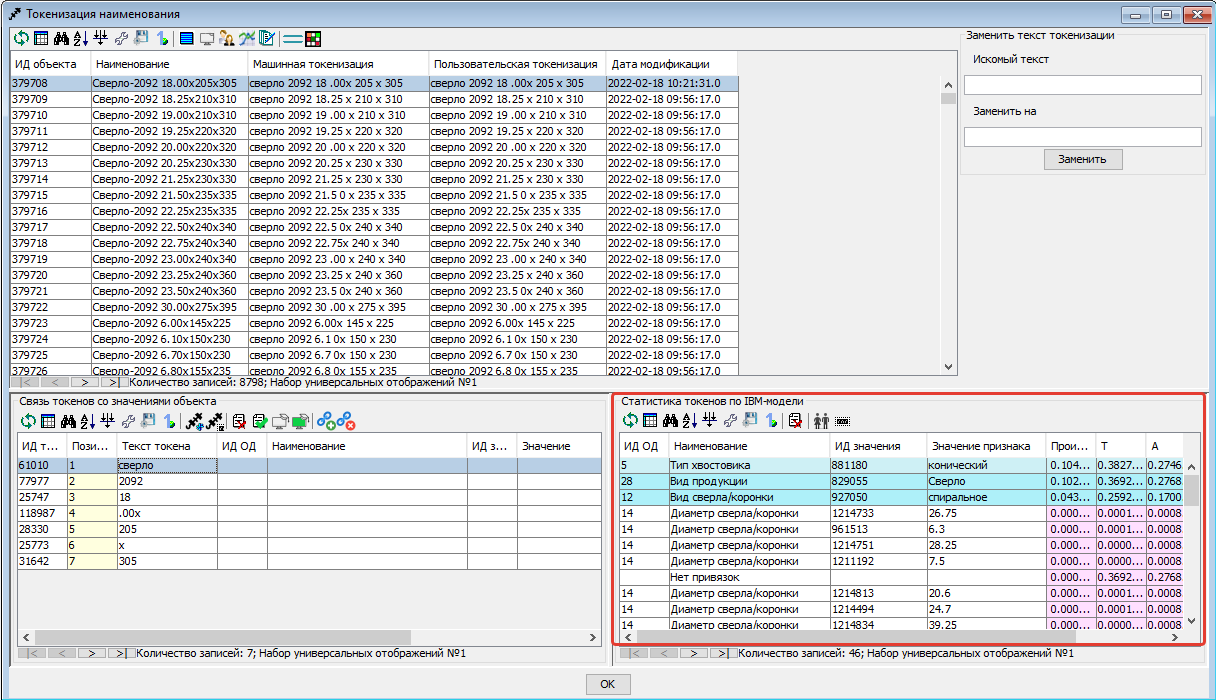 Токенизация наименования
ИД объекта Наименование Машинная токенизация Пользовательская токенизация Дата модификации
379708 Сверло-2092 18.00x205x305 сверло 2092 18 .00x 205 x 305 сверло 2092 18 .00x 205 x 305 2022-02-18 10:21:31.0
379709 Сверло-2092 18.25x210x310 сверло 2092 18.25 x 210 x 310 сверло 2092 18.25 x 210 x 310 2022-02-18 09:56:17.0
379710 Сверло-2092 19.00x210x310 сверло 2092 19 .00 x 210 x 310 сверло 2092 19 .00 x 210 x 310 2022-02-18 09:56:17.0
379711 Сверло-2092 19.25x220x320 сверло 2092 19.25 x 220 x 320 сверло 2092 19.25 x 220 x 320 2022-02-18 09:56:17.0
379712 Сверло-2092 20.00x220x320 сверло 2092 20 .00 x 220 x 320 сверло 2092 20 .00 x 220 x 320 2022-02-18 09:56:17.0
379713 Сверло-2092 20.25x230x330 сверло 2092 20.25 x 230 x 330 сверло 2092 20.25 x 230 x 330 2022-02-18 09:56:17.0
379714 Сверло-2092 21.25x230x330 сверло 2092 21.25 x 230 x 330 сверло 2092 21.25 x 230 x 330 2022-02-18 09:56:17.0
379715 Сверло-2092 21.50x235x335 сверло 2092 21.5 0 x 235 x 335 сверло 2092 21.5 0 x 235 x 335 2022-02-18 09:56:17.0
379716 Сверло-2092 22.25x235x335 сверло 2092 22.25x 235 x 335 сверло 2092 22.25x 235 x 335 2022-02-18 09:56:17.0
379717 Сверло-2092 22.50x240x340 сверло 2092 22.5 0x 240 x 340 сверло 2092 22.5 0x 240 x 340 2022-02-18 09:56:17.0
379718 Сверло-2092 22.75x240x340 сверло 2092 22.75x 240 x 340 сверло 2092 22.75x 240 x 340 2022-02-18 09:56:17.0
379719 Сверло-2092 23.00x240x340 сверло 2092 23 .00 x 240 x 340 сверло 2092 23 .00 x 240 x 340 2022-02-18 09:56:17.0
379720 Сверло-2092 23.25x240x360 сверло 2092 23.25 x 240 x 360 сверло 2092 23.25 x 240 x 360 2022-02-18 09:56:17.0
379721 Сверло-2092 23.50x240x360 сверло 2092 23.5 0x 240 x 360 сверло 2092 23.5 0x 240 x 360 2022-02-18 09:56:17.0
379722 Сверло-2092 30.00x275x395 сверло 2092 30 .00 x 275 x 395 сверло 2092 30 .00 x 275 x 395 2022-02-18 09:56:17.0
379723 Сверло-2092 6.00x145x225 сверло 2092 6.00x 145 x 225 сверло 2092 6.00x 145 x 225 2022-02-18 09:56:17.0
379724 Сверло-2092 6.10x150x230 сверло 2092 6.1 0x 150 x 230 сверло 2092 6.1 0x 150 x 230 2022-02-18 09:56:17.0
379725 Сверло-2092 6.70x150x230 сверло 2092 6.7 0x 150 x 230 сверло 2092 6.7 0x 150 x 230 2022-02-18 09:56:17.0
379726 Сверло-2092 6.80x155x235 сверло 2092 6.8 0x 155 x 235 сверло 2092 6.8 0x 155 x 235 2022-02-18 09:56:17.0
Количество записей: 8798; Набор универсальных отображений №1
Заменить текст токенизации
Искомый текст
Заменить на
Заменить
Связь токенов со значениями объекта
ИД т... Пози... Текст токена ИД ОД Наименование ИД з... Значение
61010 1 сверло
77977 2 2092
25747 3 18
118987 4 .00x
28330 5 205
25773 6 x
31642 7 305
Количество записей: 7; Набор универсальных отображений №1
Статистика токенов по IBM-модели
ИД ОД Наименование ИД значения Значение признака Прои... T A
5 Тип хвостовика 881180 конический 0.104... 0.3827... 0.2746
28 Вид продукции 829055 Сверло 0.102... 0.3692... 0.2768
12 Вид сверла/коронки 927050 спиральное 0.043... 0.2592... 0.1700
14 Диаметр сверла/коронки 1214733 26.75 0.000... 0.0001... 0.0008
14 Диаметр сверла/коронки 961513 6.3 0.000... 0.0001... 0.0008
14 Диаметр сверла/коронки 1214751 28.25 0.000... 0.0000... 0.0008
14 Диаметр сверла/коронки 1211192 7.5 0.000... 0.0000... 0.0008
Нет привязок 0.000... 0.3692... 0.2768
14 Диаметр сверла/коронки 1214813 20.6 0.000... 0.0001... 0.0008
14 Диаметр сверла/коронки 1214494 24.7 0.000... 0.0001... 0.0008
14 Диаметр сверла/коронки 1214834 39.25 0.000... 0.0001... 0.0008
Количество записей: 46; Набор универсальных отображений №1
OK